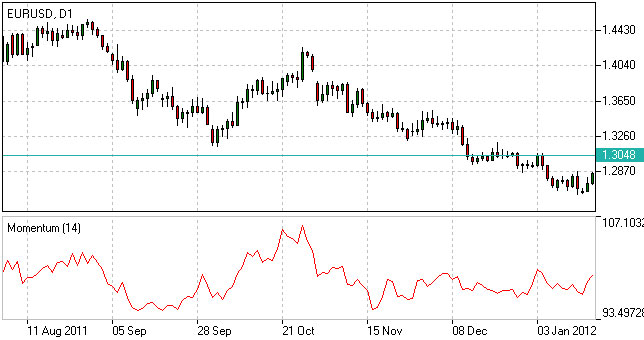 EURUSD, D1
1.4430
1.4040
1.3650
1.3260
1.3048
1.2870
Momentum (14)
107.1032
93.49728
11 Aug 2011
05 Sep
28 Sep
21 Oct
15 Nov
08 Dec
03 Jan 2012